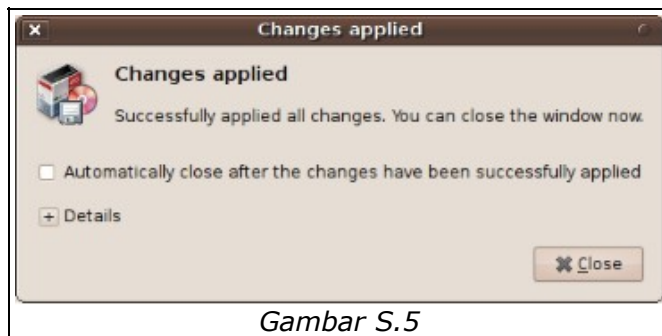 Changes applied
Changes applied
Successfully applied all changes. You can close the window now.
Automatically close after the changes have been successfully applied
Details
Close
Gambar S.5